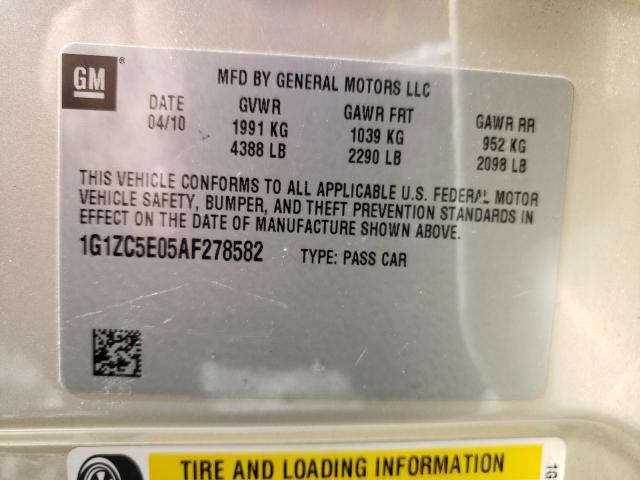 GM ®
MFD BY GENERAL MOTORS LLC
DATE GVWR GAWR FRT GAWR RR
04/10 1991 KG 1039 KG 952 KG
4388 LB 2290 LB 2098 LB
THIS VEHICLE CONFORMS TO ALL APPLICABLE U.S. FEDERAL MOTOR
VEHICLE SAFETY, BUMPER, AND THEFT PREVENTION STANDARDS IN
EFFECT ON THE DATE OF MANUFACTURE SHOWN ABOVE.
1G1ZC5E05AF278582 TYPE: PASS CAR
TIRE AND LOADING INFORMATION
1G